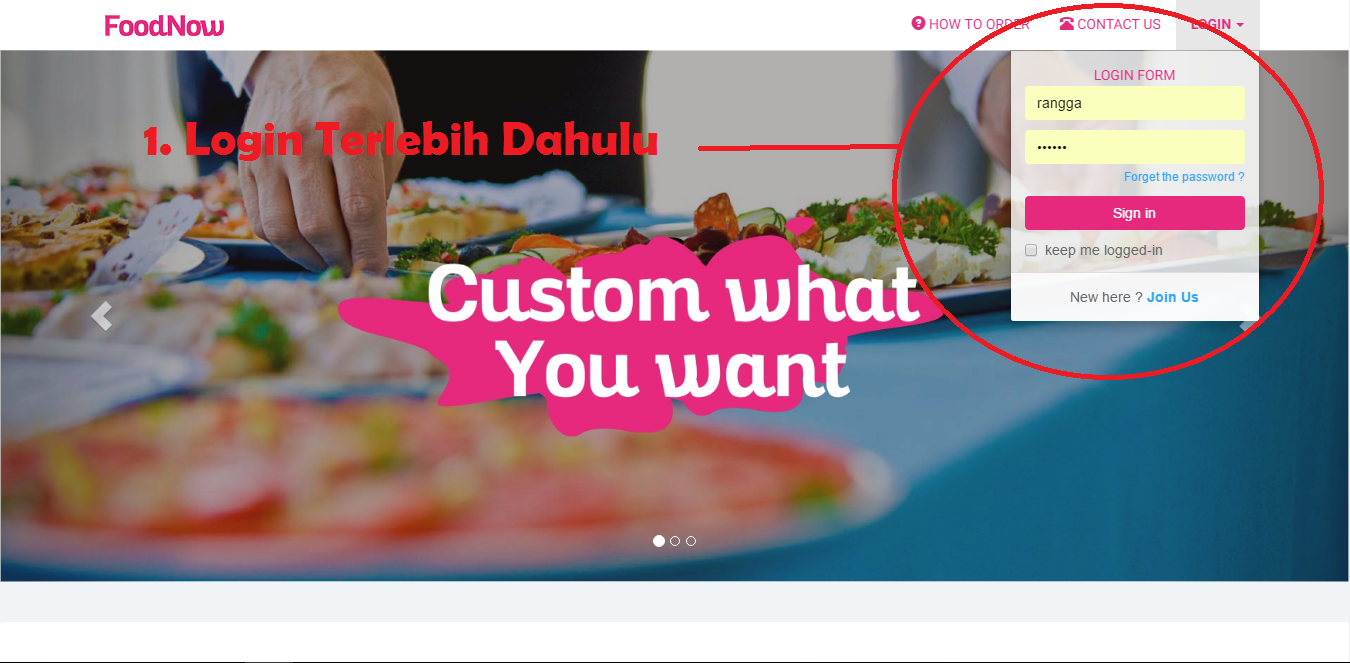 FoodNow
HOW TO ORDER
CONTACT US
LOGIN
LOGIN FORM
rangga
••••••
Forget the password ?
Sign in
keep me logged-in
New here ? Join Us
1. Login Terlebih Dahulu
Custom what
You want